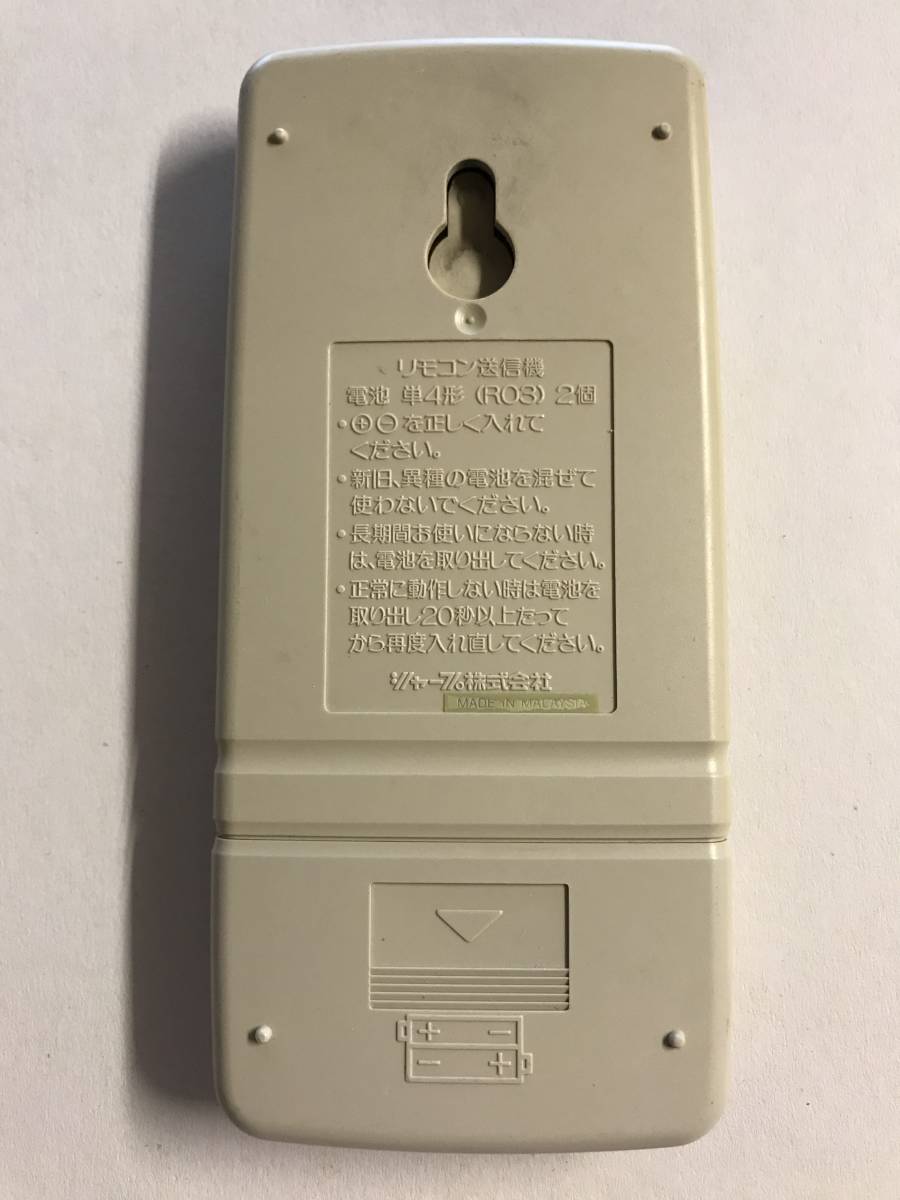 リモコン送信機
電池 単4形 (R03) 2個
・⊕⊖を正しく入れて
ください。
・新旧、異種の電池を混ぜて
使わないでください。
・長期間お使いにならない時
は、電池を取り出してください。
・正常に動作しない時は電池を
取り出し20秒以上たって
から再度入れ直してください。
シャープ株式会社
MADE IN MALAYSIA
+ −
− +